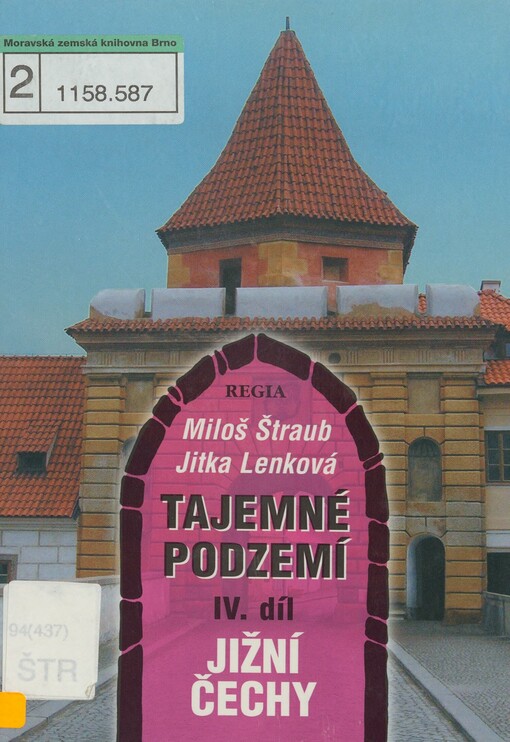 Moravská zemská knihovna Brno
2
1158.587
REGIA
Miloš Štraub
Jitka Lenková
TAJEMNÉ
PODZEMÍ
IV. díl
94(437)
ŠTR
JIŽNÍ
ČECHY